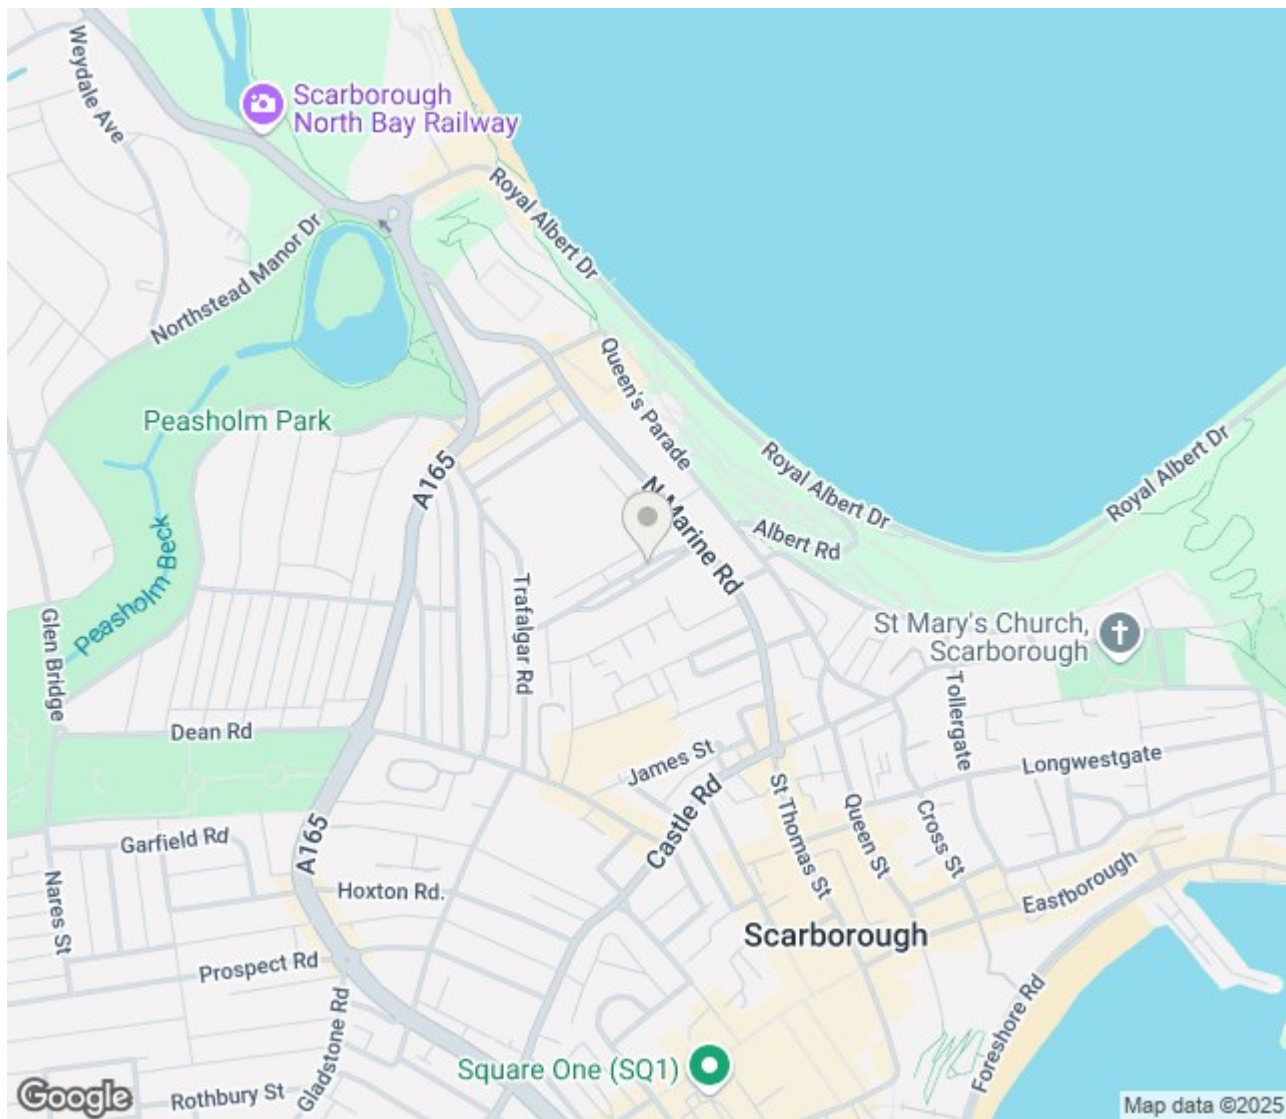 Weydale Ave
Scarborough
North Bay Railway
Royal Albert Dr
Northstead Manor Dr
Queen's Parade
Peasholm Park
A165
N Marine Rd
Royal Albert Dr
Royal Albert Dr
Albert Rd
Peasholm Beck
Trafalgar Rd
Glen Bridge
St Mary's Church,
Scarborough
Tollergate
Dean Rd
James St
Longwestgate
Castle Rd
St Thomas St
Queen St
Cross St
Garfield Rd
A165
Hoxton Rd.
Eastborough
Nares St
Scarborough
Prospect Rd
Gladstone Rd
Foreshore Rd
Square One (SQ1)
Rothbury St
Google
Map data ©2025